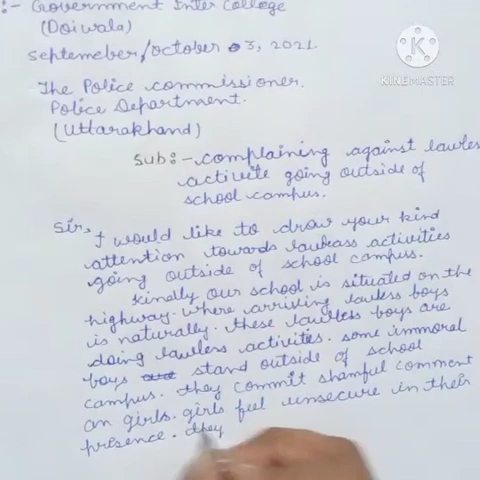 :- Government Inter College
(Doiwala)
septemeber/october 3, 2021
The Police commissioner.
Police Department.
(Uttarakhand)
Sub:- complaining against lawles
activite going outside of
school campus.
Sir,
I would like to draw your kind
attention towards activities
going outside of school campus.
kindly our school is situated on the
highway. where arriving lawless boys
is naturally. these lawless boys are
doing lawless activities. some immoral
boys stand outside of school
campus. they commit shamful comment
on girls. girls feel unsecure in their
presence. they
KINEMASTER